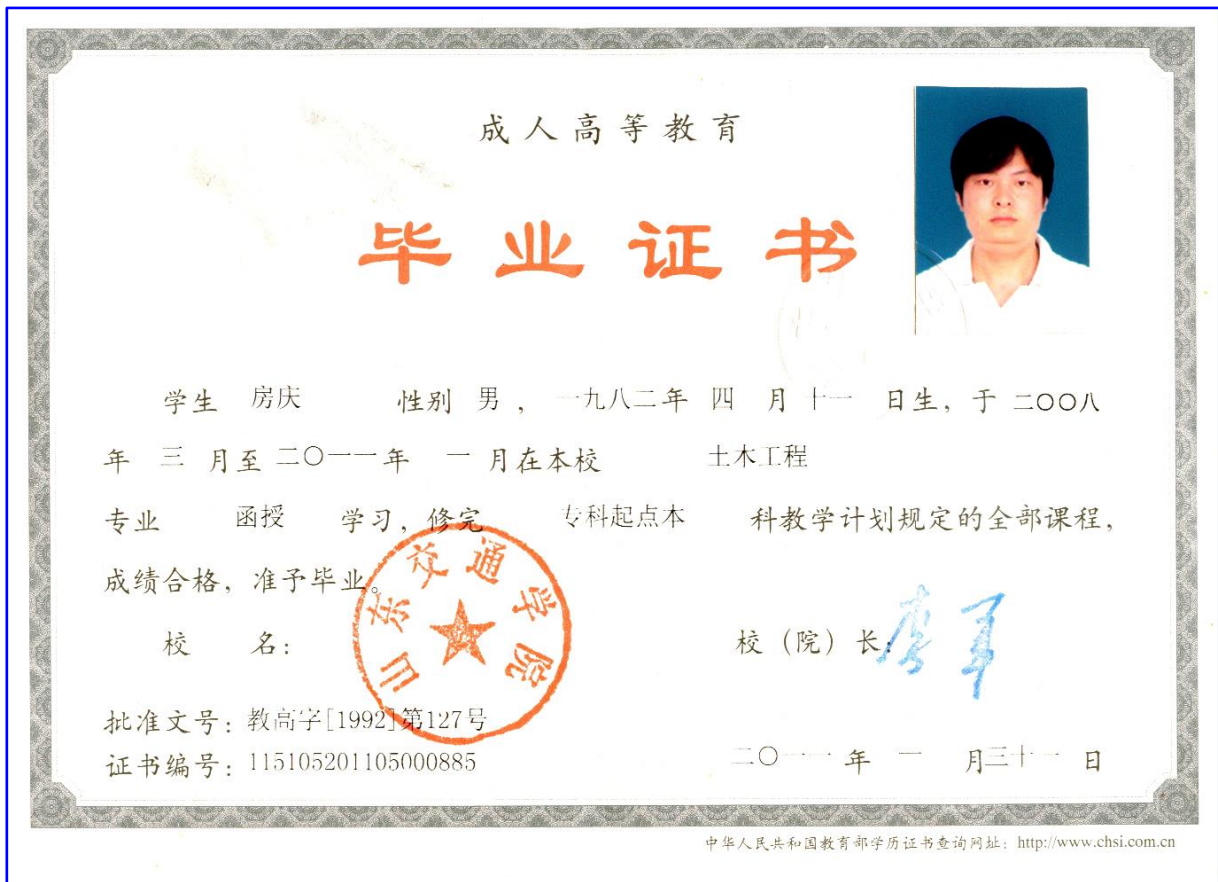 成人高等教育
毕业证书
学生 房庆 性别 男 ， 一九八二年 四 月 十一 日生，于 二〇〇八
年 三 月至 二〇一一年 一 月在本校 土木工程
专业 函授 学习，修完 专科起点本 科教学计划规定的全部课程，
成绩合格，准予毕业。
校 名：
山东交通学院
校（院）长：
批准文号：教高字[1992]第127号
证书编号：115105201105000885
二〇一一 年 一 月三十一 日
中华人民共和国教育部学历证书查询网址：http://www.chsi.com.cn